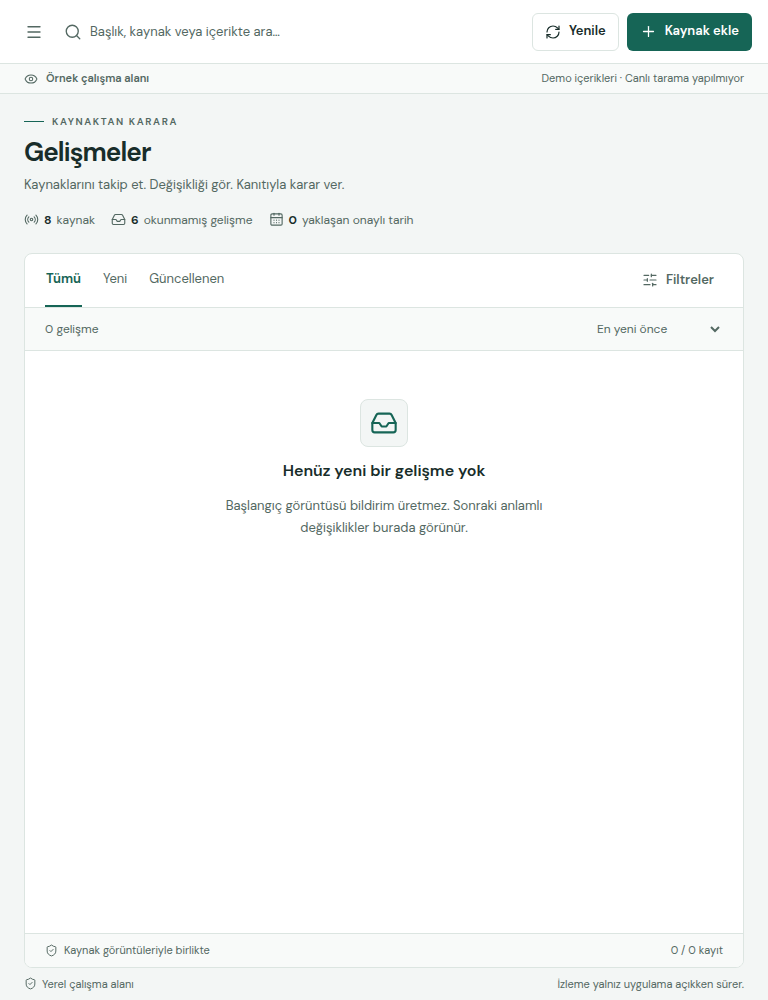 Başlık, kaynak veya içerikte ara...
Yenile
Kaynak ekle
Örnek çalışma alanı
Demo içerikleri · Canlı tarama yapılmıyor
KAYNAKTAN KARARA
Gelişmeler
Kaynaklarını takip et. Değişikliği gör. Kanıtıyla karar ver.
8 kaynak 6 okunmamış gelişme 0 yaklaşan onaylı tarih
Tümü Yeni Güncellenen Filtreler
0 gelişme En yeni önce
Henüz yeni bir gelişme yok
Başlangıç görüntüsü bildirim üretmez. Sonraki anlamlı
değişiklikler burada görünür.
Kaynak görüntüleriyle birlikte 0 / 0 kayıt
Yerel çalışma alanı İzleme yalnız uygulama açıkken sürer.